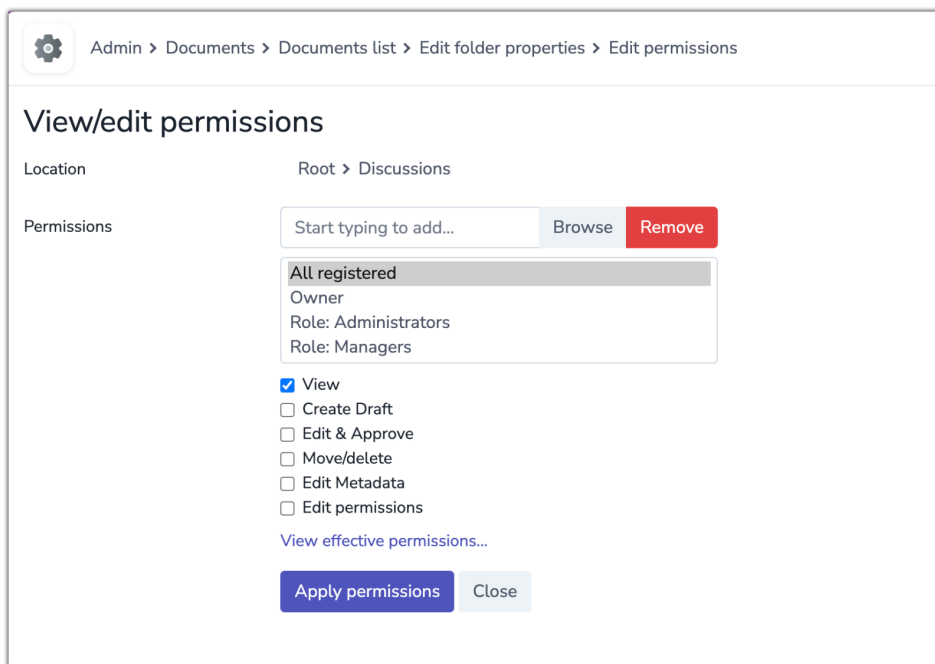 Admin > Documents > Documents list > Edit folder properties > Edit permissions
View/edit permissions
Location Root > Discussions
Permissions Start typing to add... Browse Remove
All registered
Owner
Role: Administrators
Role: Managers
View
Create Draft
Edit & Approve
Move/delete
Edit Metadata
Edit permissions
View effective permissions...
Apply permissions Close